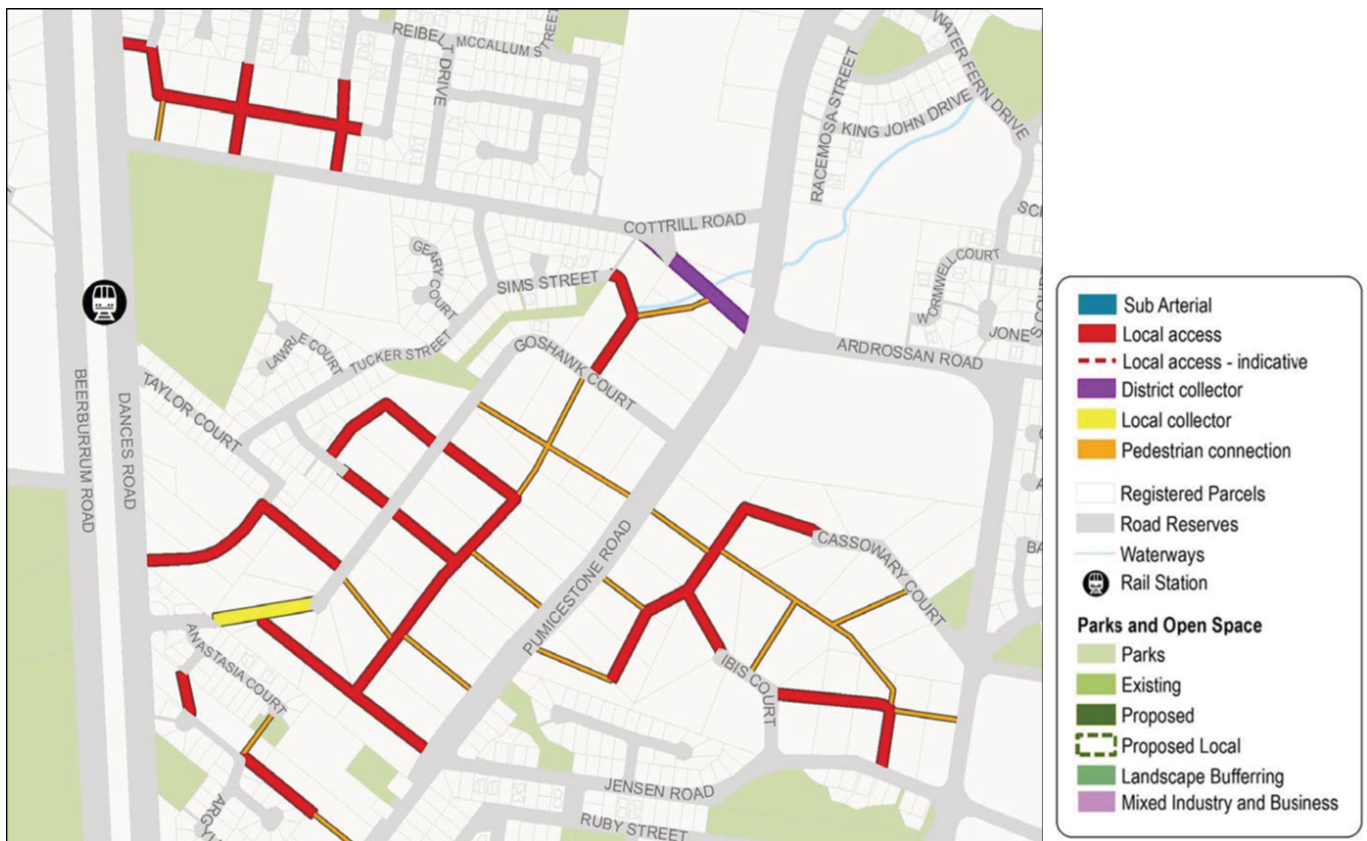 REIBELT DRIVE
MCCALLUM STREET
RACEMOSA STREET
WATER FERN DRIVE
KING JOHN DRIVE
COTTRILL ROAD
GEARY COURT
SIMS STREET
WORMWELL COURT
JONES COURT
LAWRIE COURT
TUCKER STREET
GOSHAWK COURT
ARDROSSAN ROAD
TAYLOR COURT
BEERBURRUM ROAD
DANCES ROAD
PUMICESTONE ROAD
CASSOWARY COURT
ANASTASIA COURT
IBIS COURT
JENSEN ROAD
RUBY STREET
Sub Arterial
Local access
Local access - indicative
District collector
Local collector
Pedestrian connection
Registered Parcels
Road Reserves
Waterways
Rail Station
Parks and Open Space
Parks
Existing
Proposed
Proposed Local
Landscape Bufferring
Mixed Industry and Business